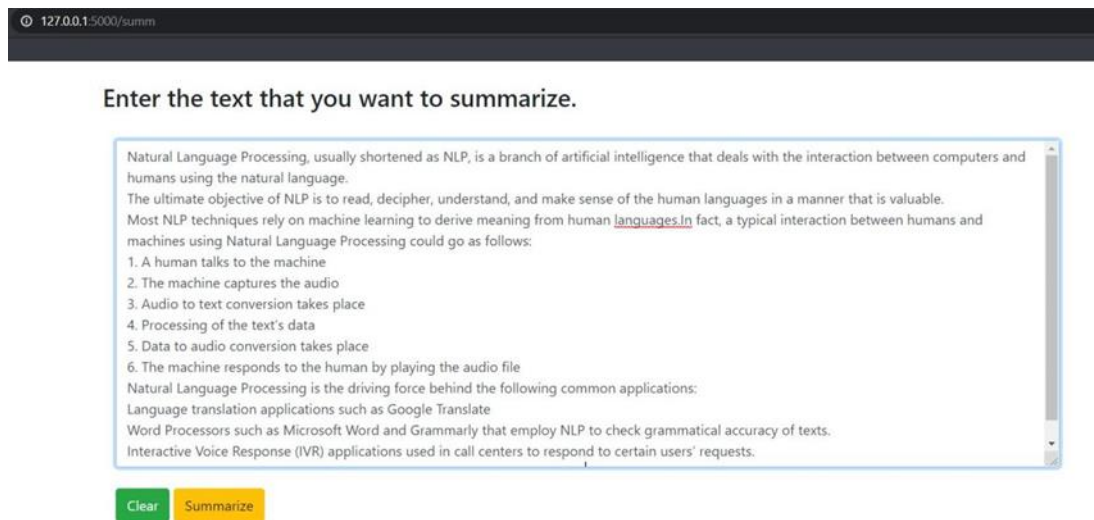 127.0.0.1:5000/summ
Enter the text that you want to summarize.
Natural Language Processing, usually shortened as NLP, is a branch of artificial intelligence that deals with the interaction between computers and
humans using the natural language.
The ultimate objective of NLP is to read, decipher, understand, and make sense of the human languages in a manner that is valuable.
Most NLP techniques rely on machine learning to derive meaning from human languages.In fact, a typical interaction between humans and
machines using Natural Language Processing could go as follows:
1. A human talks to the machine
2. The machine captures the audio
3. Audio to text conversion takes place
4. Processing of the text's data
5. Data to audio conversion takes place
6. The machine responds to the human by playing the audio file
Natural Language Processing is the driving force behind the following common applications:
Language translation applications such as Google Translate
Word Processors such as Microsoft Word and Grammarly that employ NLP to check grammatical accuracy of texts.
Interactive Voice Response (IVR) applications used in call centers to respond to certain users' requests.
Clear Summarize